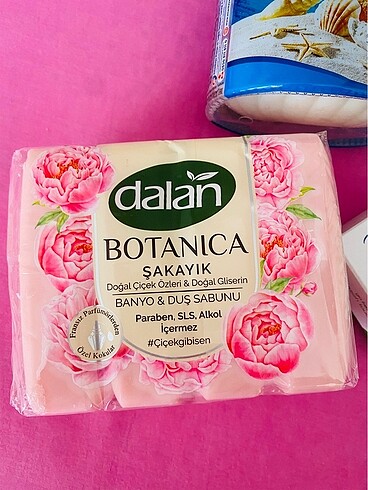 dalan
BOTANICA
ŞAKAYIK
Doğal Çiçek Özleri & Doğal Gliserin
BANYO & DUŞ SABUNU
Paraben, SLS, Alkol
İçermez
#Çiçekgibisen
Fransız Parfümörlerden
Özel Kokular